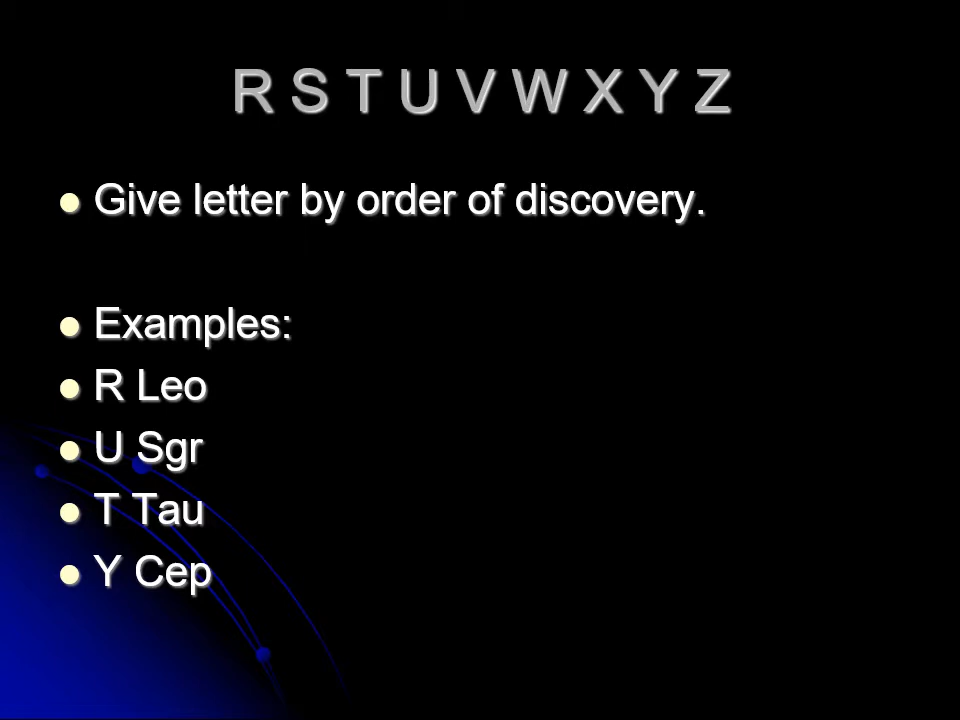 R S T U V W X Y Z
Give letter by order of discovery.
Examples:
R Leo
U Sgr
T Tau
Y Cep